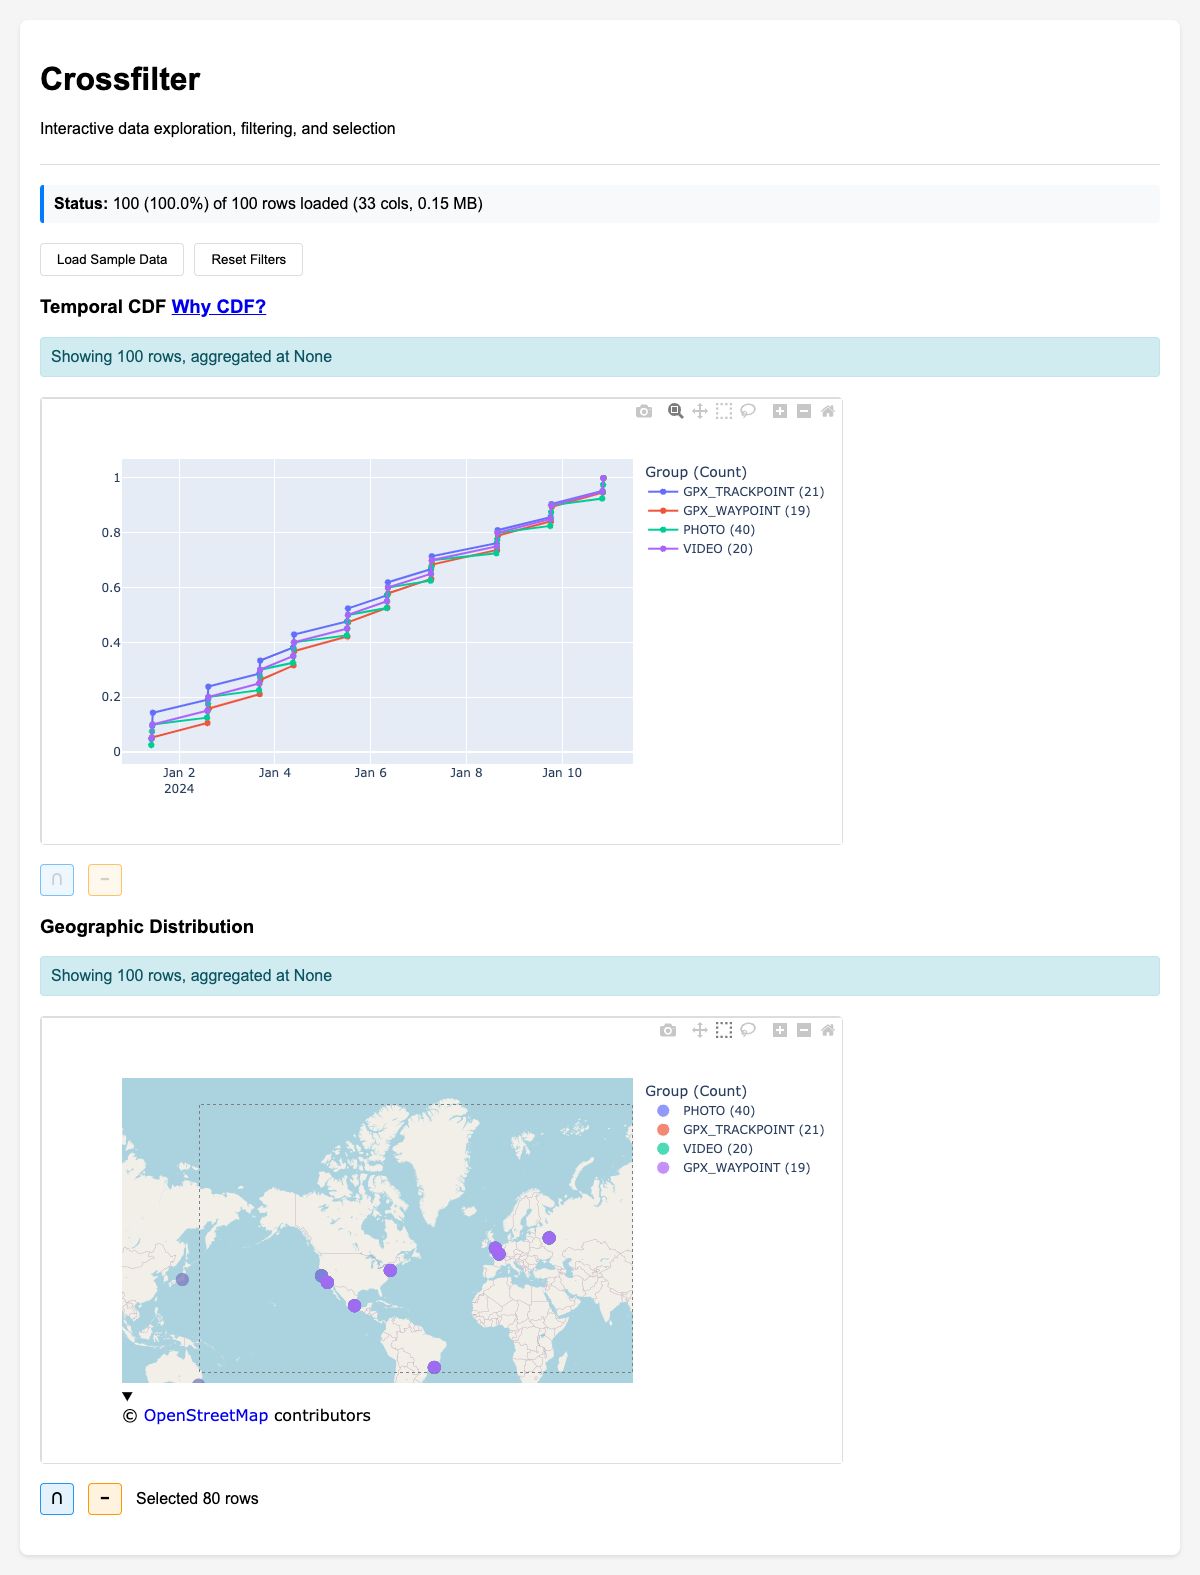 Crossfilter
Interactive data exploration, filtering, and selection
Status: 100 (100.0%) of 100 rows loaded (33 cols, 0.15 MB)
Load Sample Data
Reset Filters
Temporal CDF Why CDF?
Showing 100 rows, aggregated at None
1
0.8
0.6
0.4
0.2
0
Jan 2
2024
Jan 4
Jan 6
Jan 8
Jan 10
Group (Count)
GPX_TRACKPOINT (21)
GPX_WAYPOINT (19)
PHOTO (40)
VIDEO (20)
∩
−
Geographic Distribution
Showing 100 rows, aggregated at None
Group (Count)
PHOTO (40)
GPX_TRACKPOINT (21)
VIDEO (20)
GPX_WAYPOINT (19)
© OpenStreetMap contributors
∩
−
Selected 80 rows